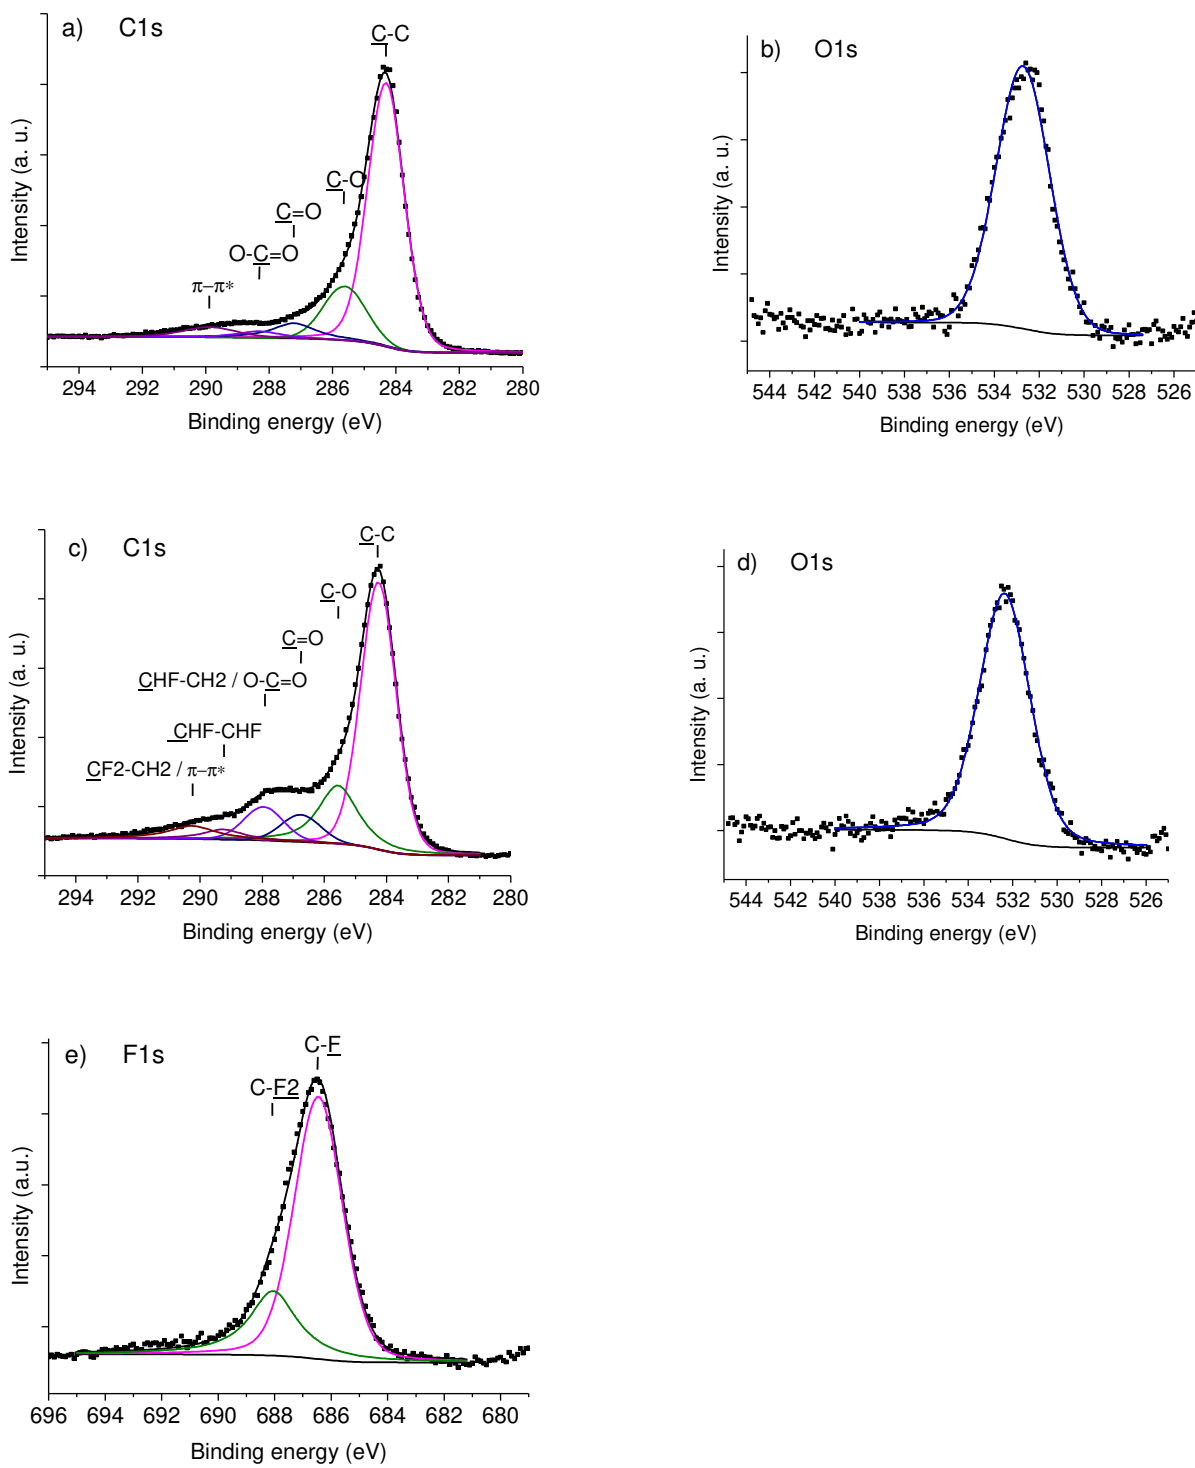 a) C1s
C-C
C-O
C=O
O-C=O
π–π*
Intensity (a. u.)
294 292 290 288 286 284 282 280
Binding energy (eV)
b) O1s
Intensity (a. u.)
544 542 540 538 536 534 532 530 528 526
Binding energy (eV)
c) C1s
C-C
C-O
C=O
CHF-CH2 / O-C=O
CHF-CHF
CF2-CH2 / π–π*
Intensity (a. u.)
294 292 290 288 286 284 282 280
Binding energy (eV)
d) O1s
Intensity (a. u.)
544 542 540 538 536 534 532 530 528 526
Binding energy (eV)
e) F1s
C-F
C-F2
Intensity (a.u.)
696 694 692 690 688 686 684 682 680
Binding energy (eV)